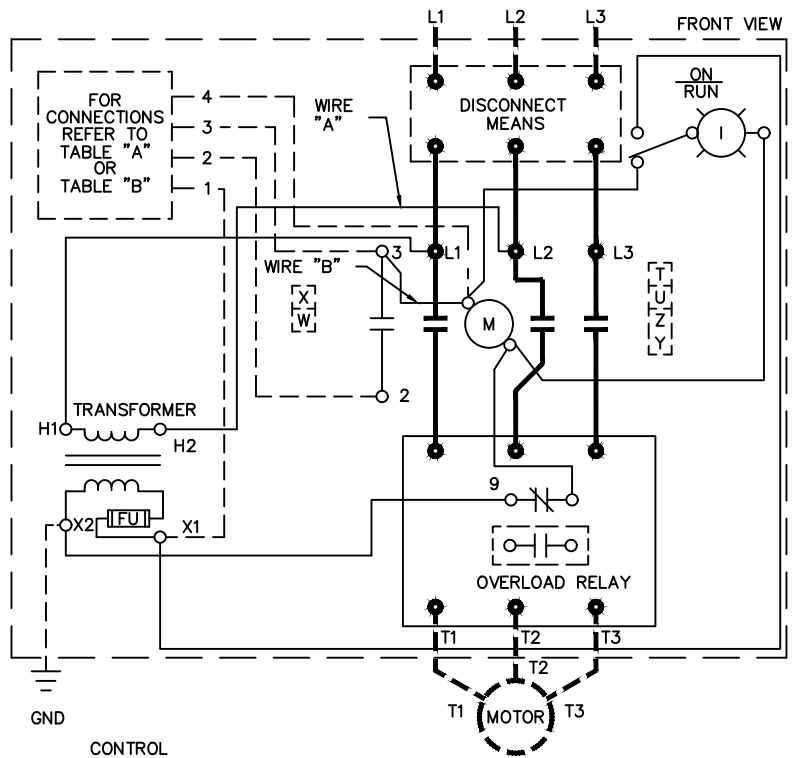 L1 L2 L3
FRONT VIEW
FOR
CONNECTIONS
REFER TO
TABLE "A"
OR
TABLE "B"
4
3
2
1
WIRE
"A"
DISCONNECT
MEANS
ON
RUN
I
3
L1
L2
L3
WIRE "B"
X
W
M
T
U
Z
Y
2
TRANSFORMER
H1
H2
9
X2
FU
X1
OVERLOAD RELAY
T1
T2
T3
T2
T1
MOTOR
T3
GND
CONTROL